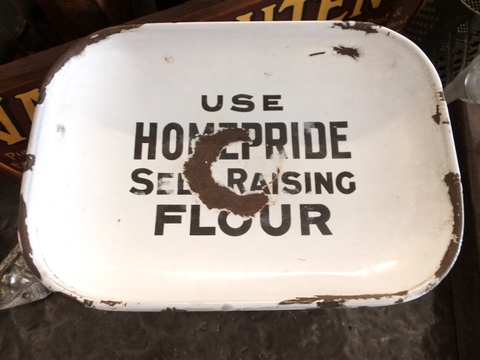 USE
HOMEPRIDE
SELF RAISING
FLOUR